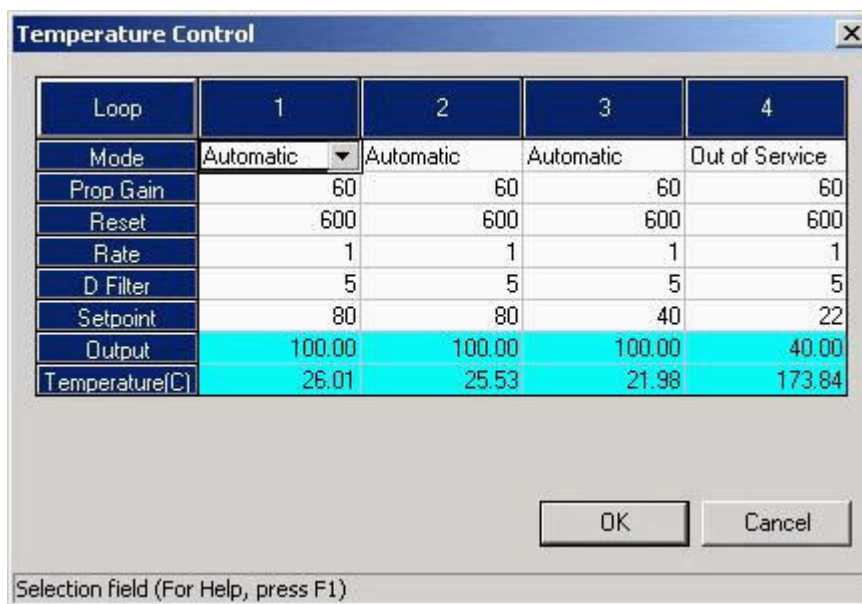 Temperature Control
Loop 1 2 3 4
Mode Automatic Automatic Automatic Out of Service
Prop Gain 60 60 60 60
Reset 600 600 600 600
Rate 1 1 1 1
D Filter 5 5 5 5
Setpoint 80 80 40 22
Output 100.00 100.00 100.00 40.00
Temperature(C) 26.01 25.53 21.98 173.84
OK Cancel
Selection field (For Help, press F1)